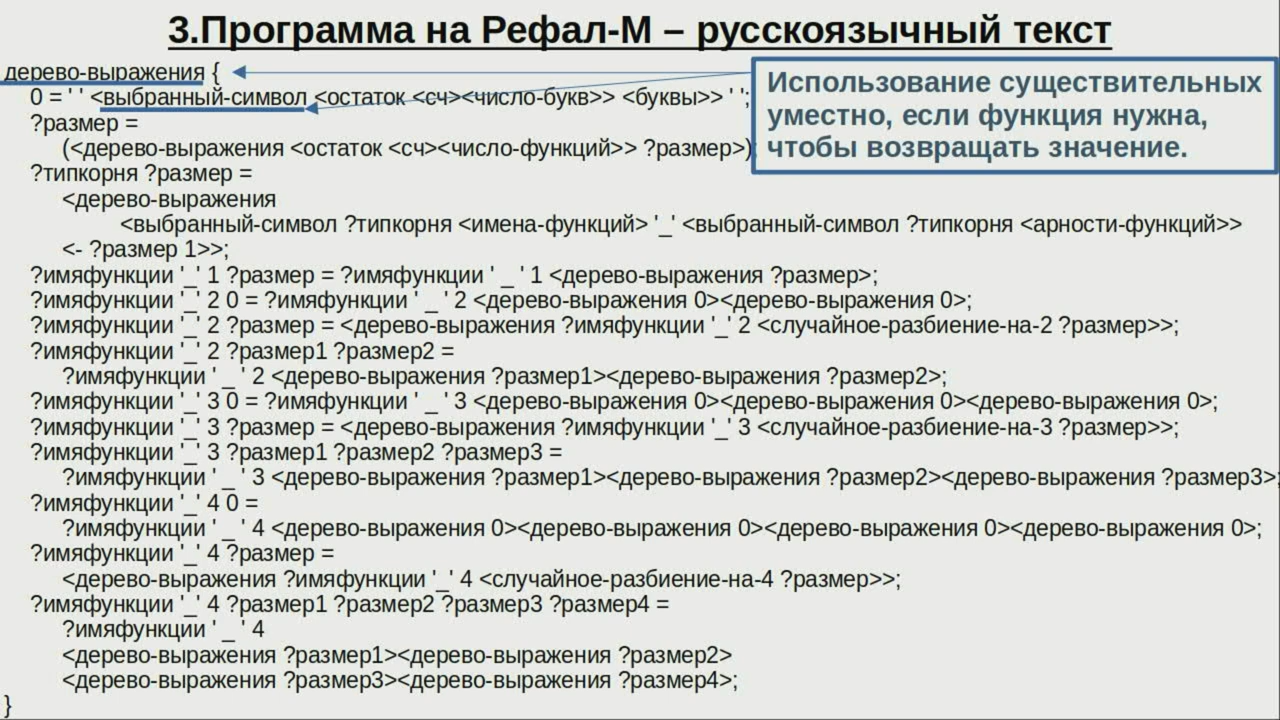 3.Программа на Рефал-М – русскоязычный текст
дерево-выражения {
0 = ' ' <выбранный-символ <остаток <сч><число-букв>> <буквы>> ' ';
?размер =
(<дерево-выражения <остаток <сч><число-функций>> ?размер>);
?типкорня ?размер =
<дерево-выражения
<выбранный-символ ?типкорня <имена-функций> '_' <выбранный-символ ?типкорня <арности-функций>>
<- ?размер 1>>;
?имяфункции '_' 1 ?размер = ?имяфункции ' _ ' 1 <дерево-выражения ?размер>;
?имяфункции '_' 2 0 = ?имяфункции ' _ ' 2 <дерево-выражения 0><дерево-выражения 0>;
?имяфункции '_' 2 ?размер = <дерево-выражения ?имяфункции '_' 2 <случайное-разбиение-на-2 ?размер>>;
?имяфункции '_' 2 ?размер1 ?размер2 =
?имяфункции ' _ ' 2 <дерево-выражения ?размер1><дерево-выражения ?размер2>;
?имяфункции '_' 3 0 = ?имяфункции ' _ ' 3 <дерево-выражения 0><дерево-выражения 0><дерево-выражения 0>;
?имяфункции '_' 3 ?размер = <дерево-выражения ?имяфункции '_' 3 <случайное-разбиение-на-3 ?размер>>;
?имяфункции '_' 3 ?размер1 ?размер2 ?размер3 =
?имяфункции ' _ ' 3 <дерево-выражения ?размер1><дерево-выражения ?размер2><дерево-выражения ?размер3>;
?имяфункции '_' 4 0 =
?имяфункции ' _ ' 4 <дерево-выражения 0><дерево-выражения 0><дерево-выражения 0><дерево-выражения 0>;
?имяфункции '_' 4 ?размер =
<дерево-выражения ?имяфункции '_' 4 <случайное-разбиение-на-4 ?размер>>;
?имяфункции '_' 4 ?размер1 ?размер2 ?размер3 ?размер4 =
?имяфункции ' _ ' 4
<дерево-выражения ?размер1><дерево-выражения ?размер2>
<дерево-выражения ?размер3><дерево-выражения ?размер4>;
}
Использование существительных
уместно, если функция нужна,
чтобы возвращать значение.